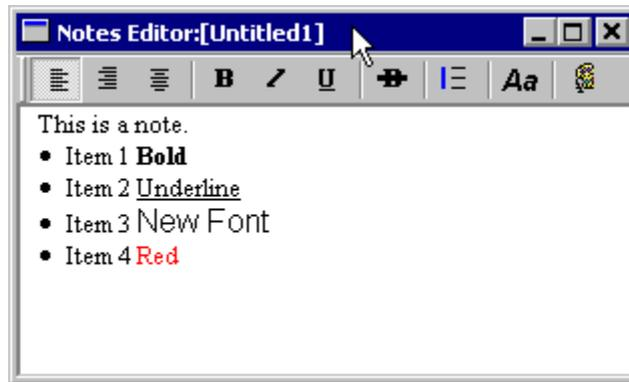 Notes Editor:[Untitled1]
B I U B Aa
This is a note.
• Item 1 Bold
• Item 2 Underline
• Item 3 New Font
• Item 4 Red